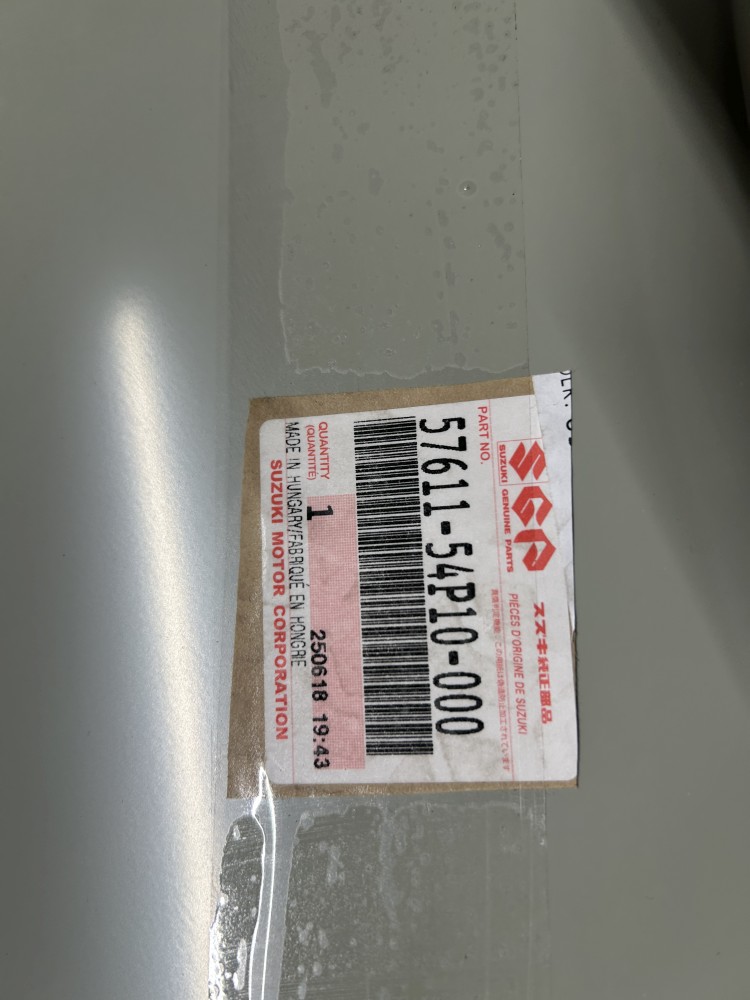 SGP
SUZUKI GENUINE PARTS
スズキ純正部品
PIÈCES D'ORIGINE DE SUZUKI
PART NO.
57611-54P10-000
QUANTITY
(QUANTITÉ)
1
250618 19:43
MADE IN HUNGARY/FABRIQUÉ EN HONGRIE
SUZUKI MOTOR CORPORATION